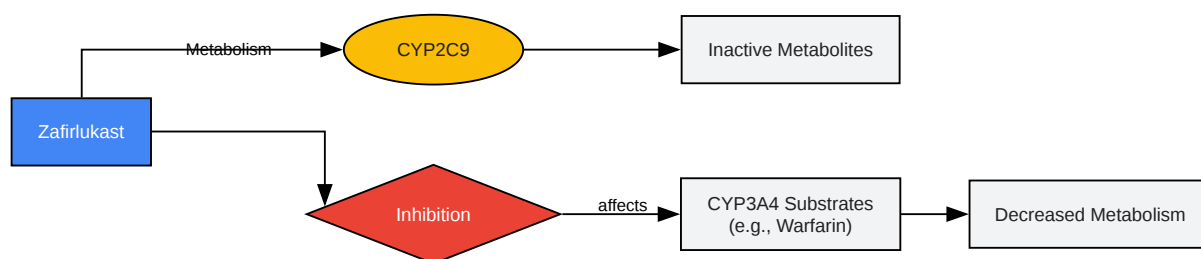 Metabolism
CYP2C9
Inactive Metabolites
Zafirlukast
Inhibition
affects
CYP3A4 Substrates
(e.g., Warfarin)
Decreased Metabolism